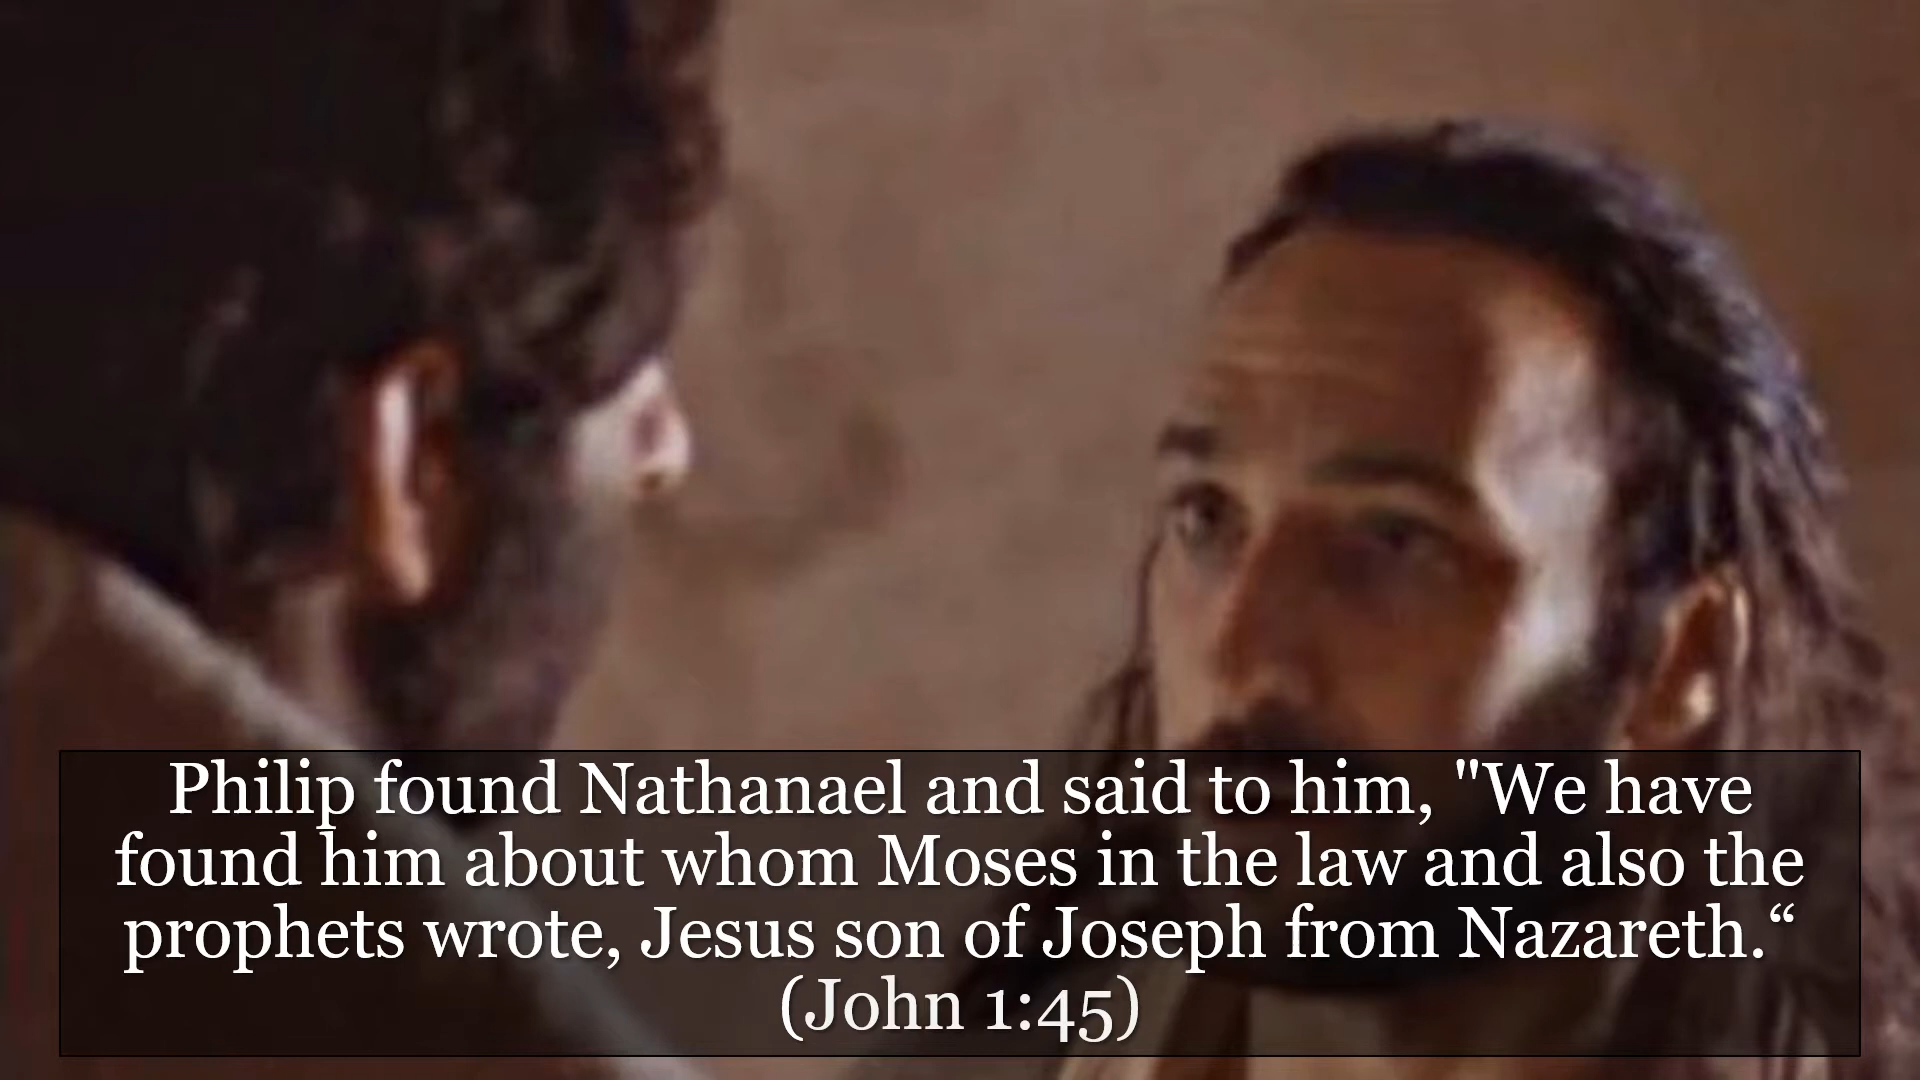 Philip found Nathanael and said to him, "We have
found him about whom Moses in the law and also the
prophets wrote, Jesus son of Joseph from Nazareth.“
(John 1:45)